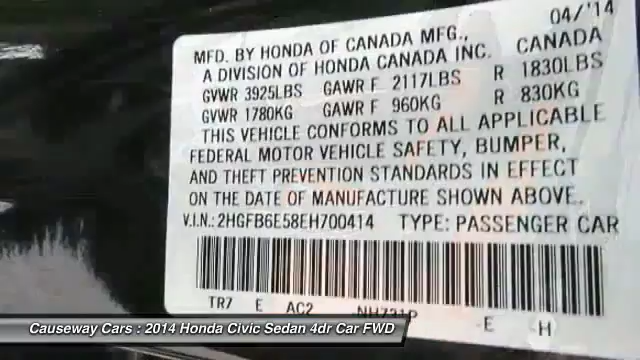 04/'14
MFD. BY HONDA OF CANADA MFG., CANADA
A DIVISION OF HONDA CANADA INC.
GVWR 3925LBS GAWR F 2117LBS R 1830LBS
GVWR 1780KG GAWR F 960KG R 830KG
THIS VEHICLE CONFORMS TO ALL APPLICABLE
FEDERAL MOTOR VEHICLE SAFETY, BUMPER,
AND THEFT PREVENTION STANDARDS IN EFFECT
ON THE DATE OF MANUFACTURE SHOWN ABOVE.
V.I.N.:2HGFB6E58EH700414 TYPE: PASSENGER CAR
TR7 E AC2 NH731P -E -H
Causeway Cars : 2014 Honda Civic Sedan 4dr Car FWD